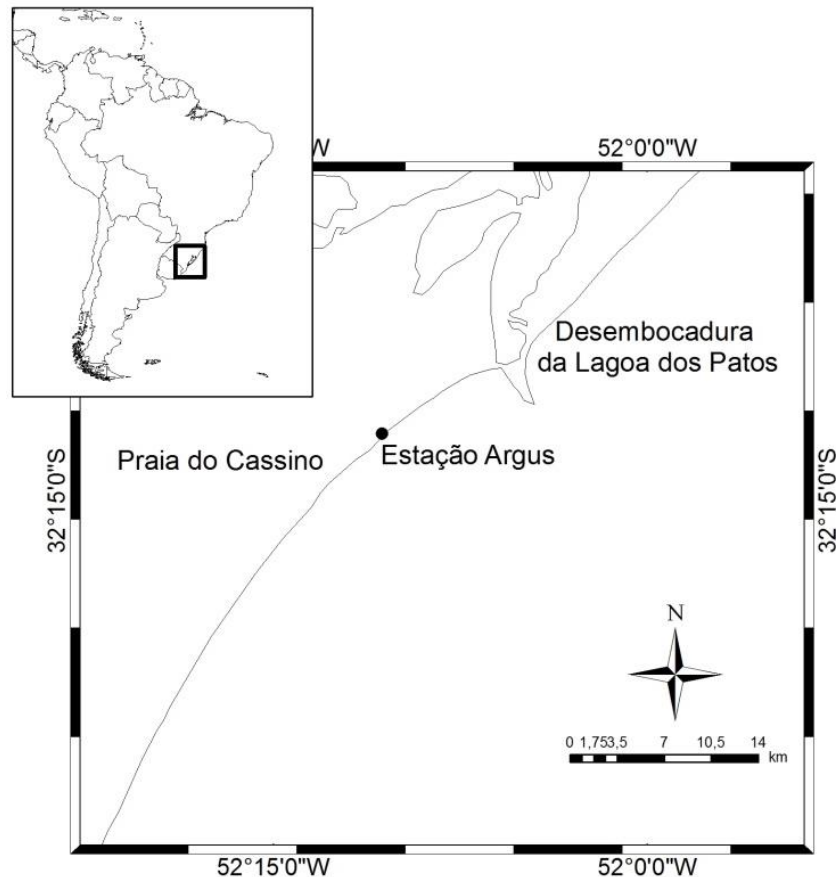 W
52°0'0"W
Desembocadura
da Lagoa dos Patos
Praia do Cassino
Estação Argus
32°15'0"S
32°15'0"S
N
0 1,753,5 7 10,5 14
km
52°15'0"W
52°0'0"W